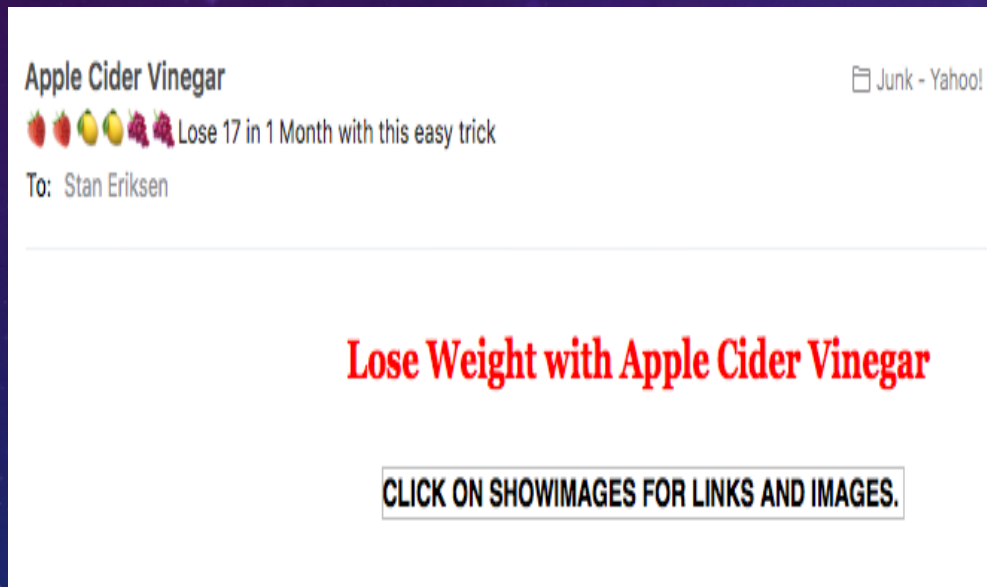 Apple Cider Vinegar
Junk - Yahoo!
🍓🍓🍋🍋🍇🍇Lose 17 in 1 Month with this easy trick
To: Stan Eriksen
Lose Weight with Apple Cider Vinegar
CLICK ON SHOWIMAGES FOR LINKS AND IMAGES.